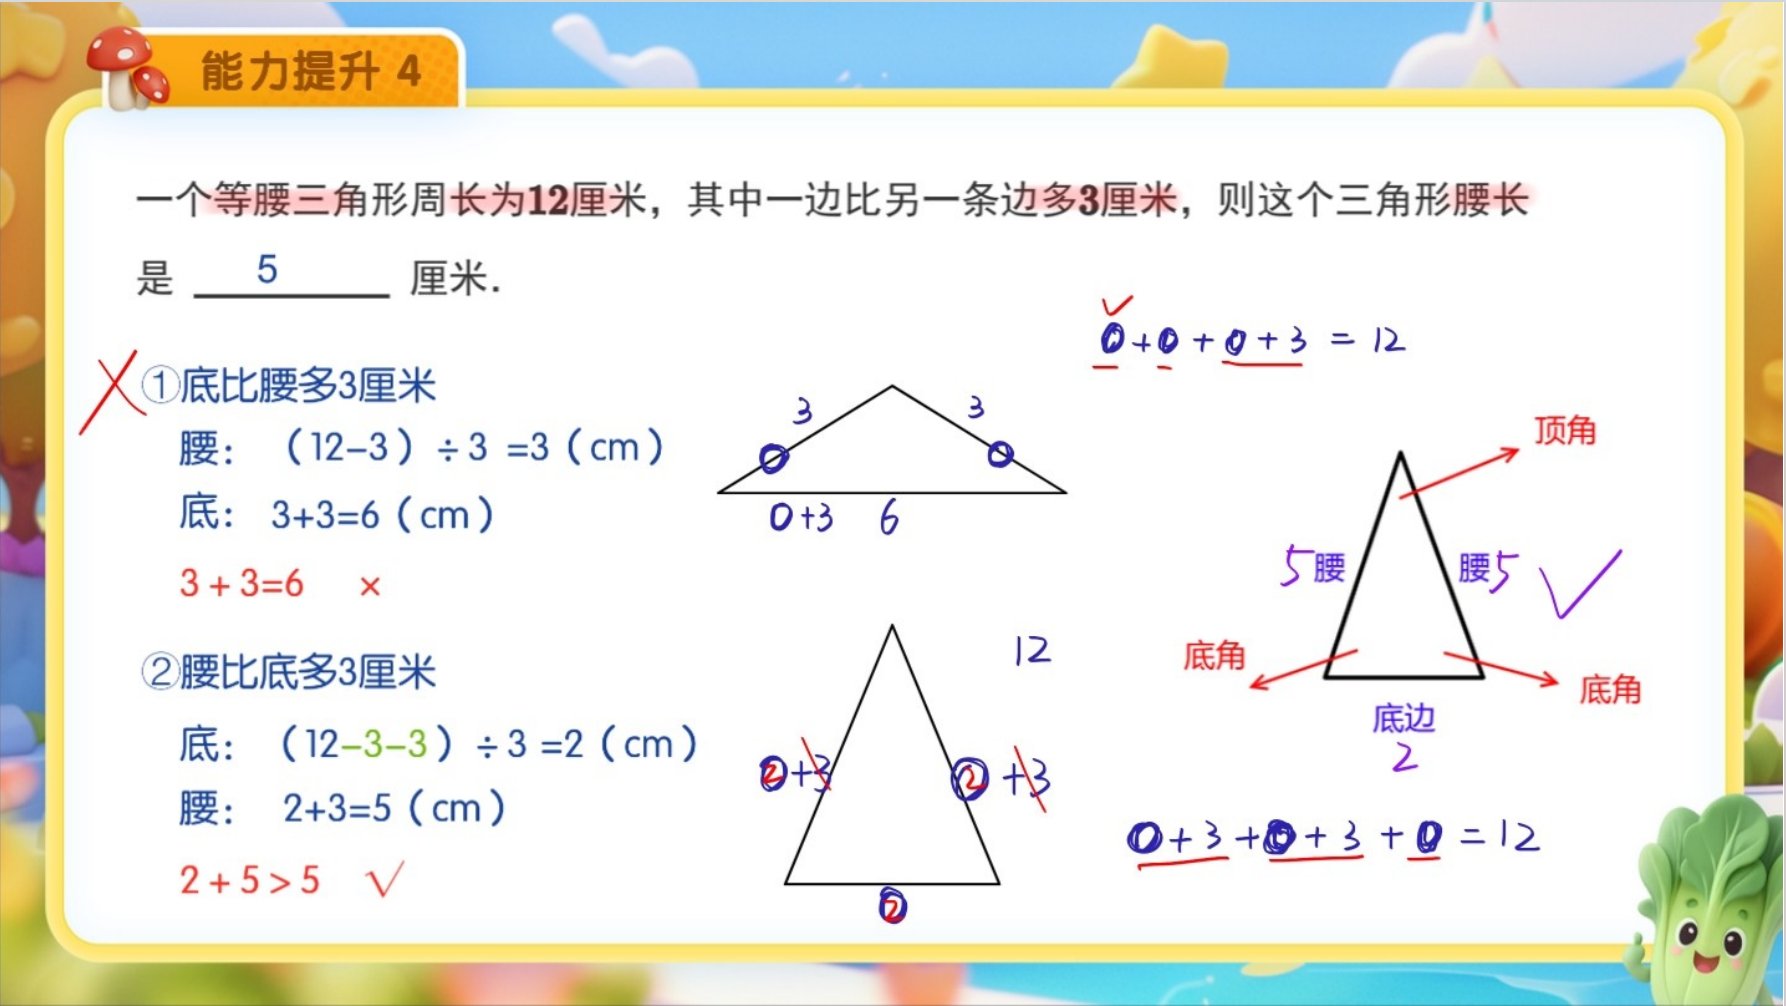 能力提升 4
一个等腰三角形周长为12厘米，其中一边比另一条边多3厘米，则这个三角形腰长
是 5 厘米.
0+0+0+3=12
①底比腰多3厘米
腰：（12-3）÷3 =3（cm）
底：3+3=6（cm）
3+3=6 ×
3 3
0 0
0+3 6
顶角
5腰 腰5
底角 底角
底边
2
②腰比底多3厘米
底：（12-3-3）÷3 =2（cm）
腰：2+3=5（cm）
2+5>5 √
12
2+3 2+3
2
0+3+0+3+0=12